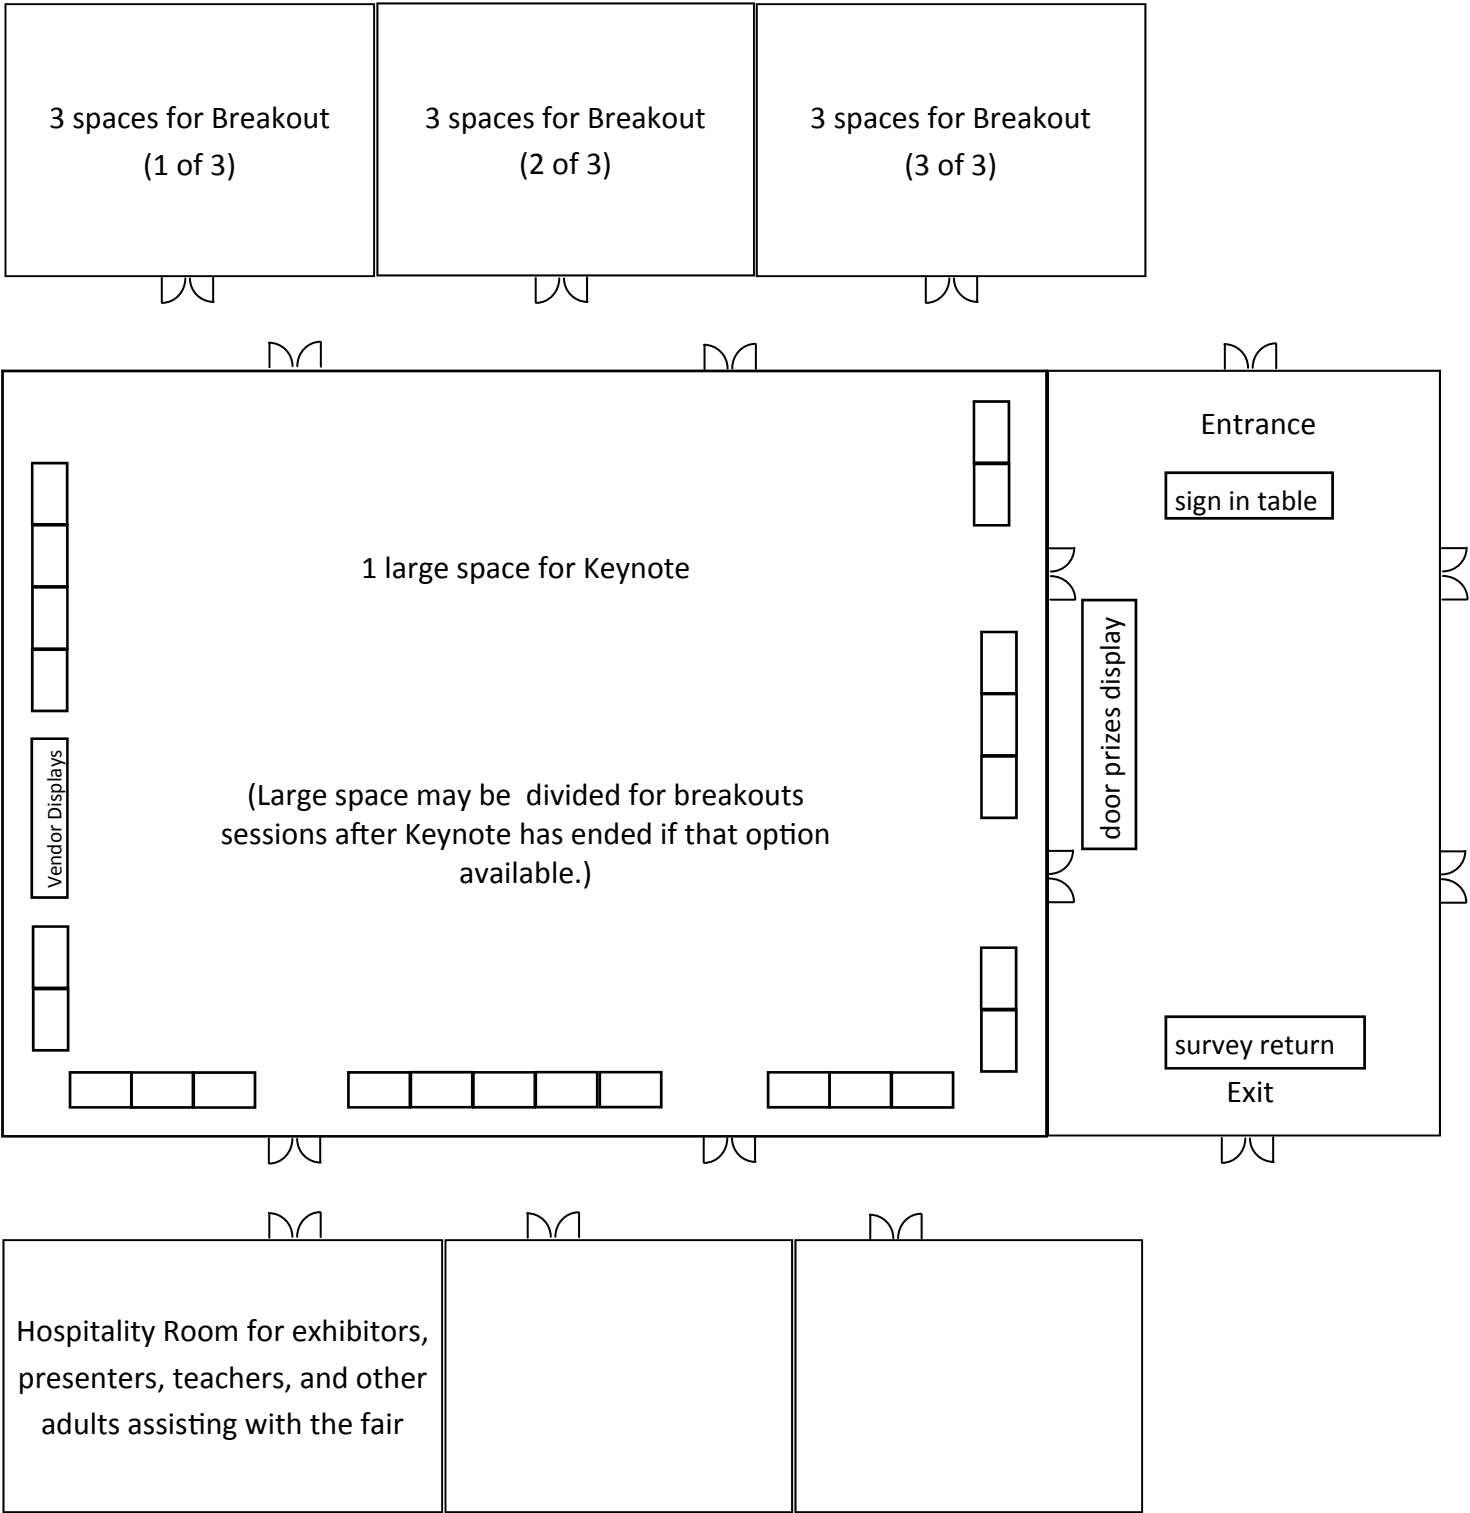 3 spaces for Breakout
(1 of 3)
3 spaces for Breakout
(2 of 3)
3 spaces for Breakout
(3 of 3)
Entrance
sign in table
1 large space for Keynote
door prizes display
Vendor Displays
(Large space may be divided for breakouts
sessions after Keynote has ended if that option
available.)
survey return
Exit
Hospitality Room for exhibitors,
presenters, teachers, and other
adults assisting with the fair